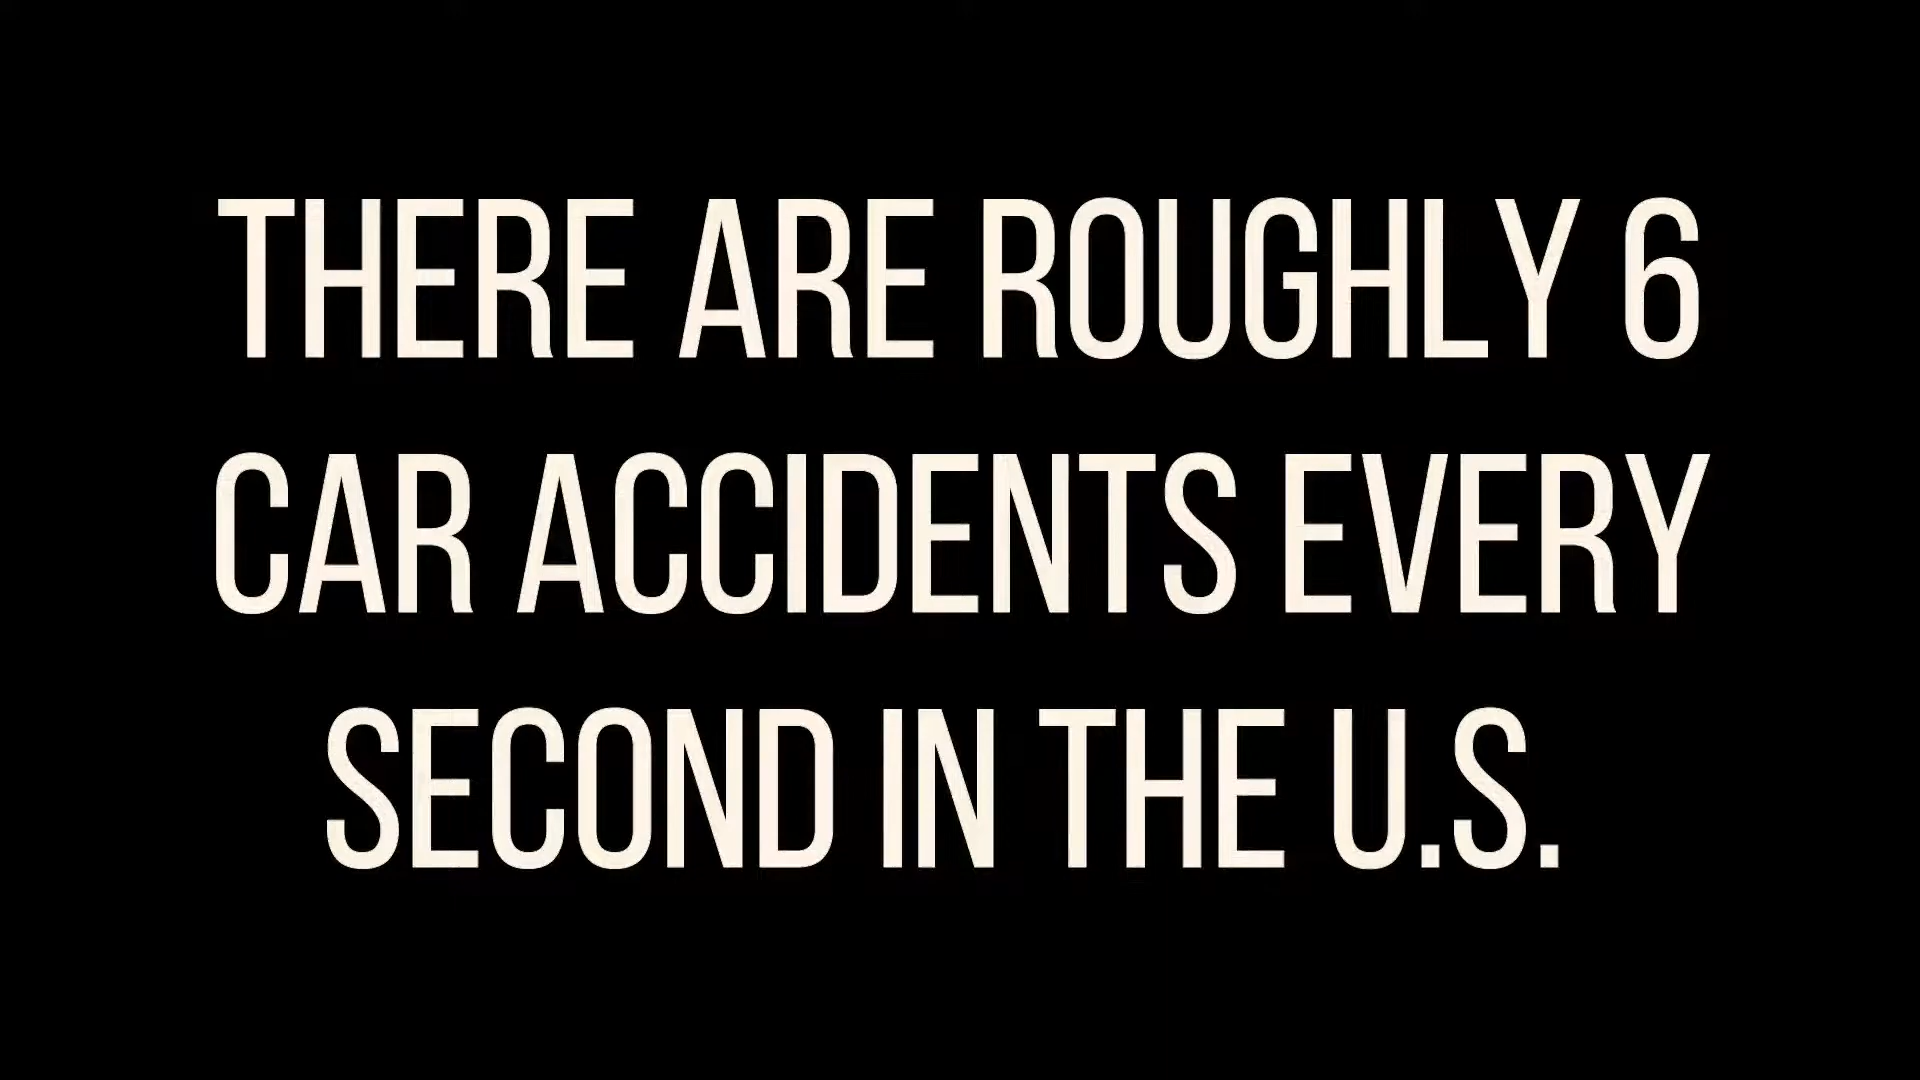 THERE ARE ROUGHLY 6
CAR ACCIDENTS EVERY
SECOND IN THE U.S.